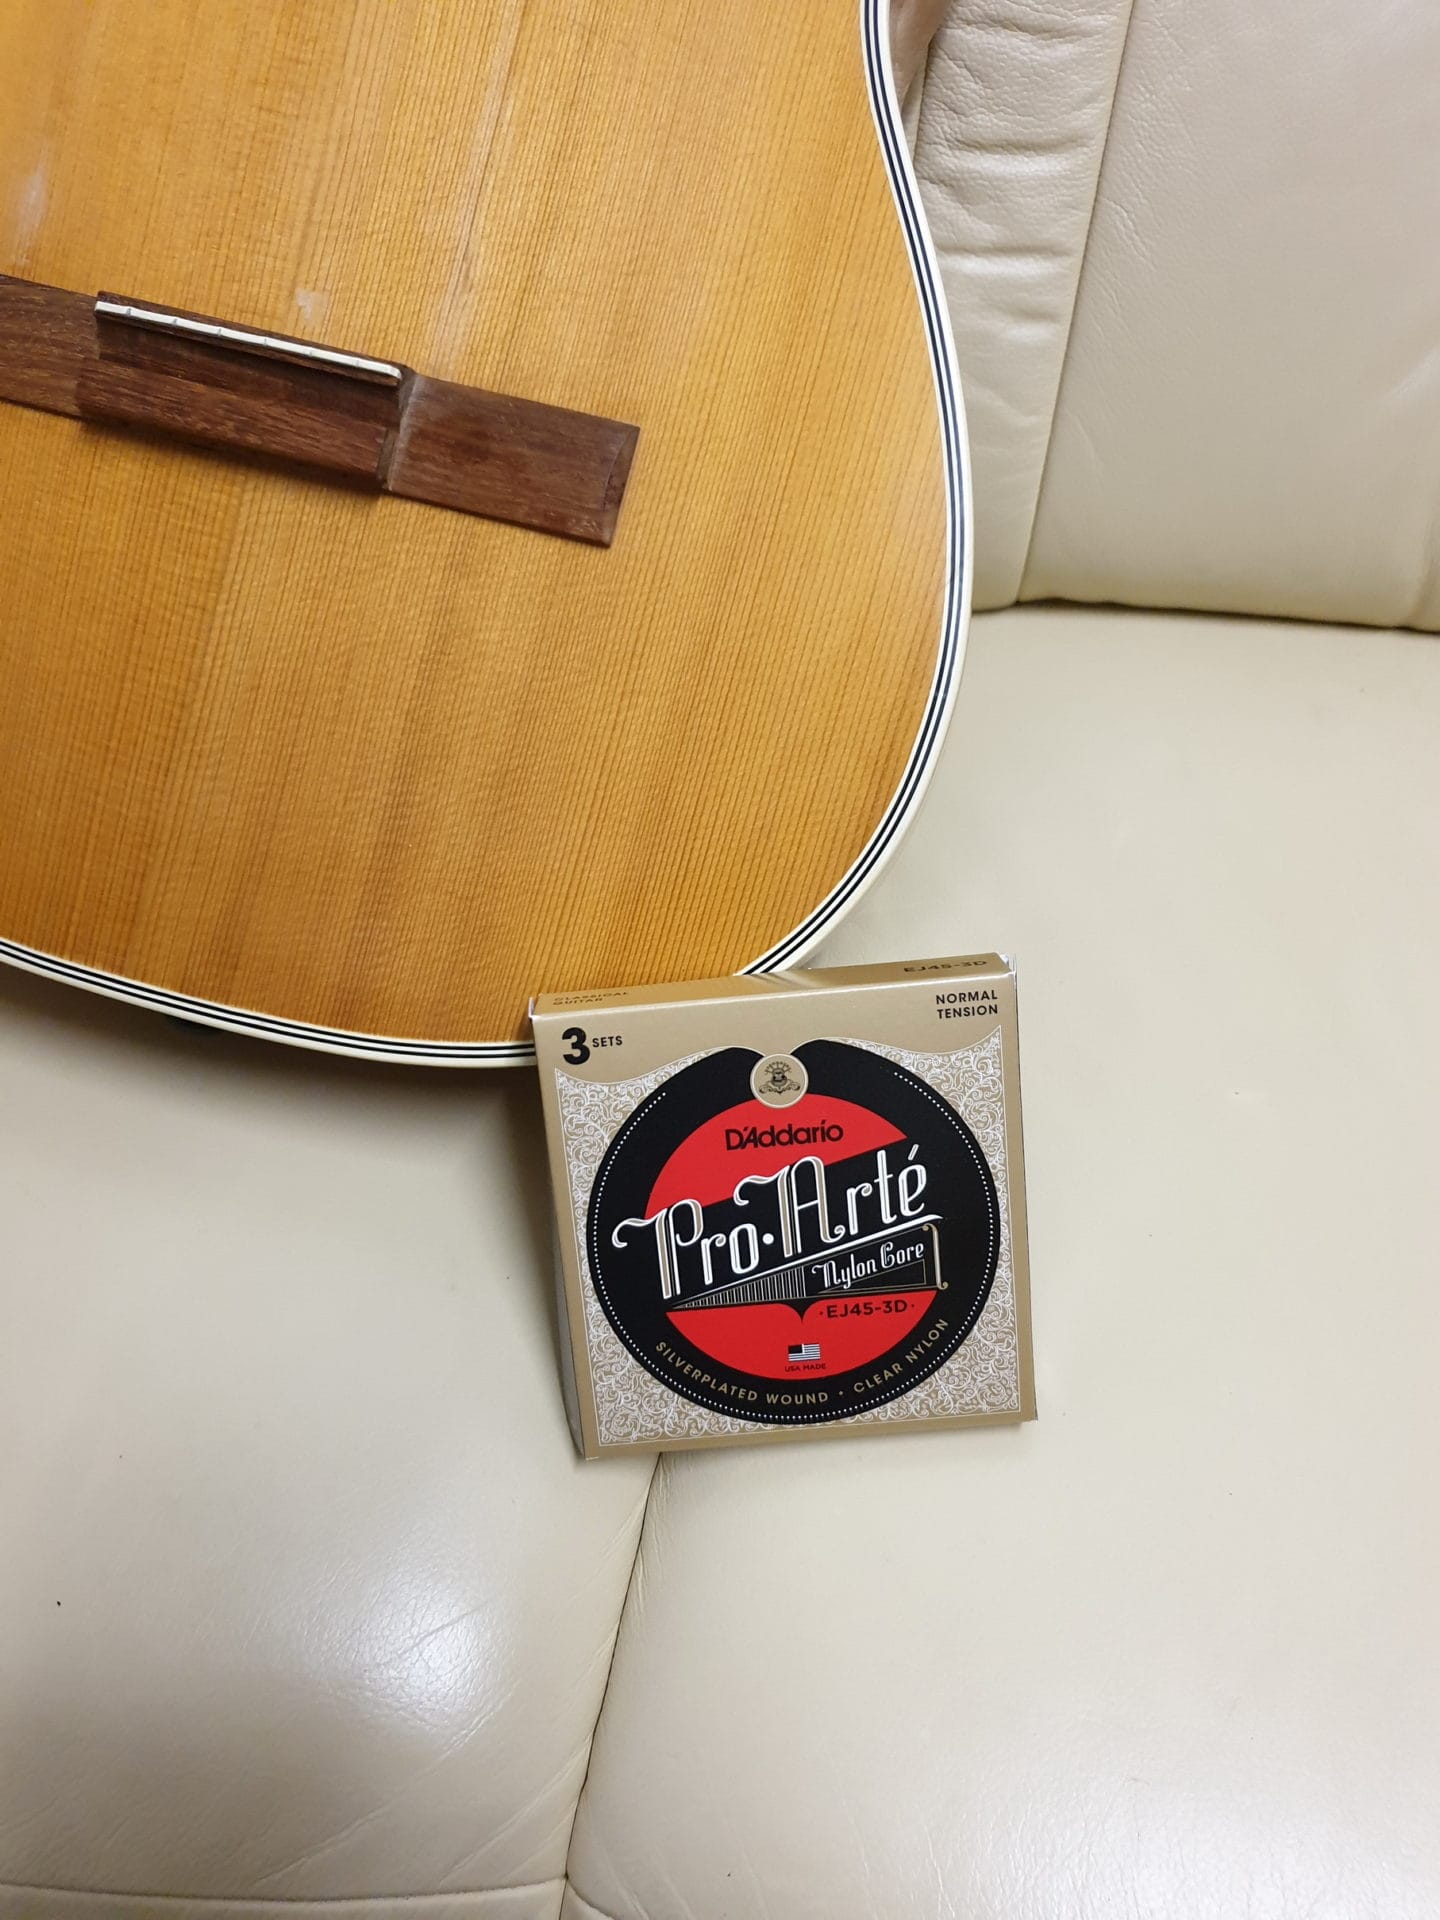 CLASSICAL
GUITAR
EJ45-3D
3 SETS
NORMAL
TENSION
D'Addario
Pro·Arté
Nylon Core
·EJ45-3D·
USA MADE
SILVERPLATED WOUND • CLEAR NYLON